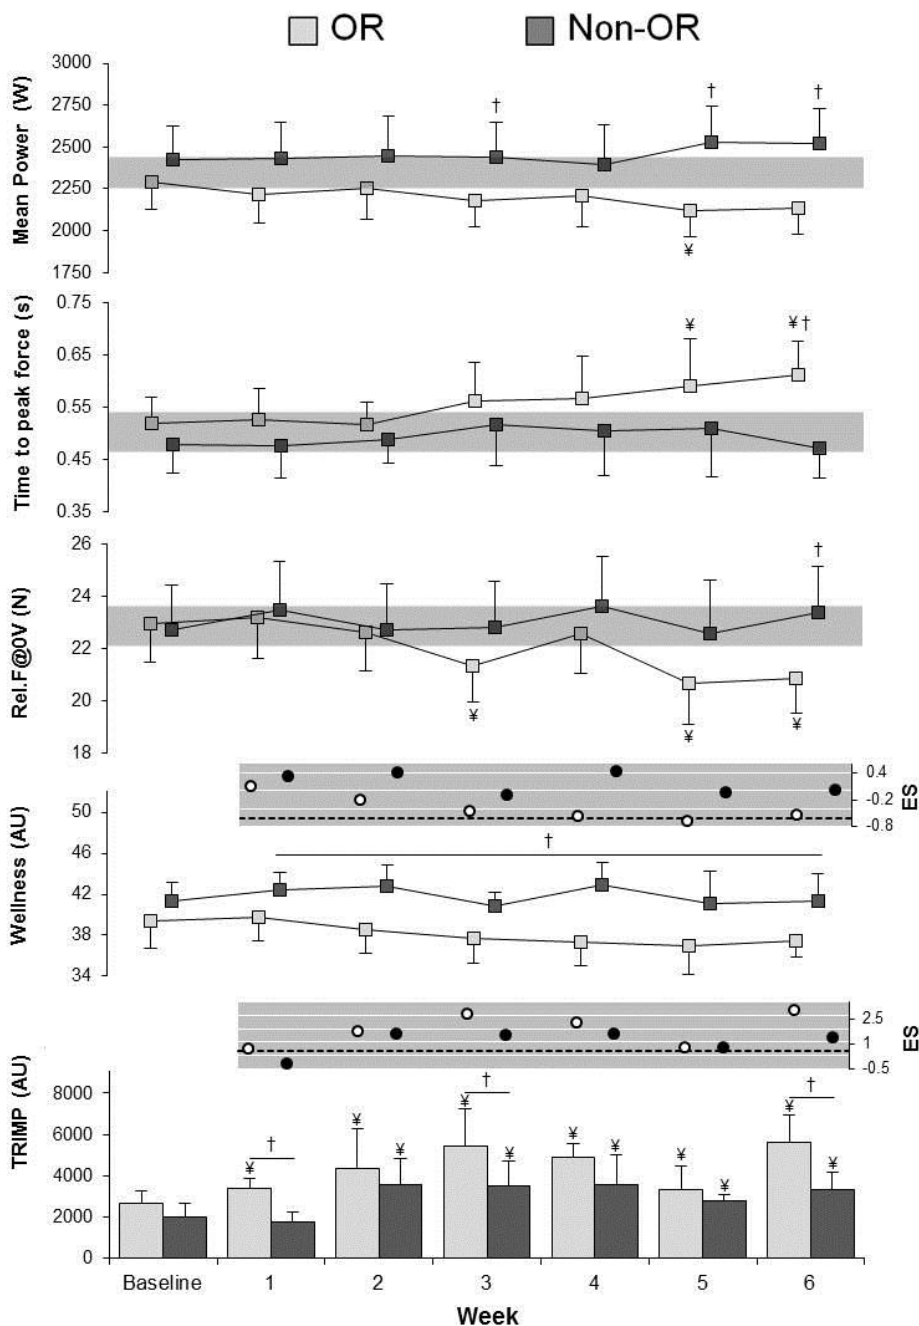 OR Non-OR
Mean Power (W)
3000
2750
2500
2250
2000
1750
† † †
¥
Time to peak force (s)
0.75
0.65
0.55
0.45
0.35
¥ ¥ †
Rel.F@0V (N)
26
24
22
20
18
†
¥ ¥ ¥
0.4
-0.2
-0.8
ES
Wellness (AU)
50
46
42
38
34
†
2.5
1
-0.5
ES
TRIMP (AU)
8000
6000
4000
2000
0
† † †
¥ ¥ ¥ ¥ ¥ ¥ ¥ ¥ ¥ ¥ ¥
Baseline 1 2 3 4 5 6
Week